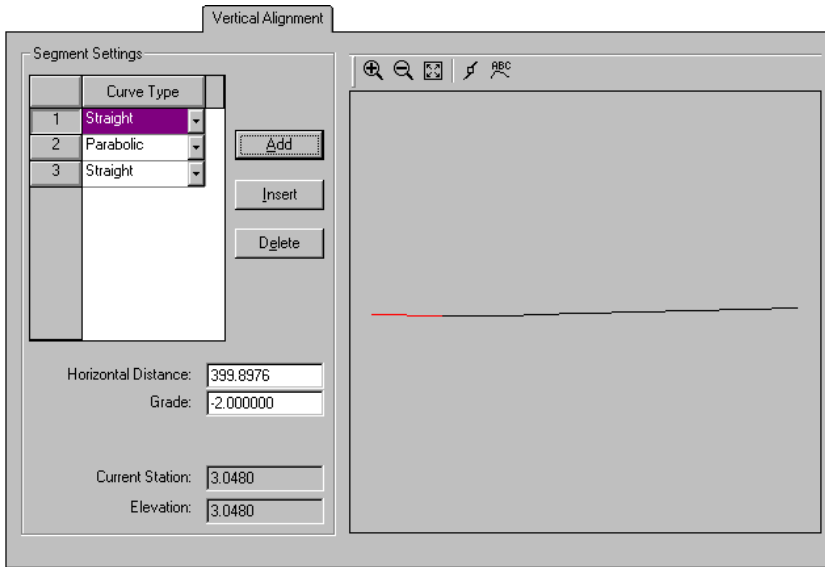 Vertical Alignment
Segment Settings
Curve Type
1 Straight
2 Parabolic
3 Straight
Add
Insert
Delete
ABC
Horizontal Distance: 399.8976
Grade: -2.000000
Current Station: 3.0480
Elevation: 3.0480